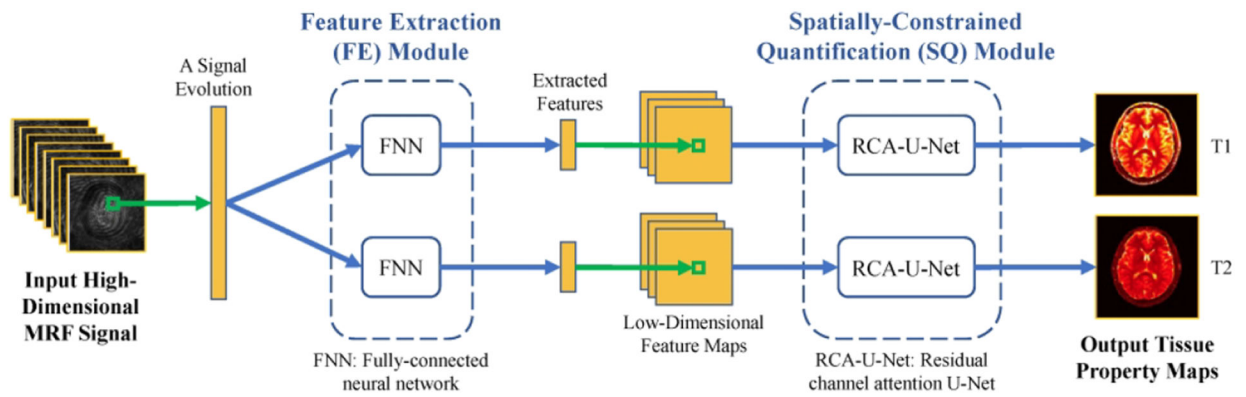 Feature Extraction
(FE) Module
Spatially-Constrained
Quantification (SQ) Module
A Signal
Evolution
Extracted
Features
FNN
RCA-U-Net
T1
FNN
RCA-U-Net
T2
Input High-
Dimensional
MRF Signal
Low-Dimensional
Feature Maps
Output Tissue
Property Maps
FNN: Fully-connected
neural network
RCA-U-Net: Residual
channel attention U-Net